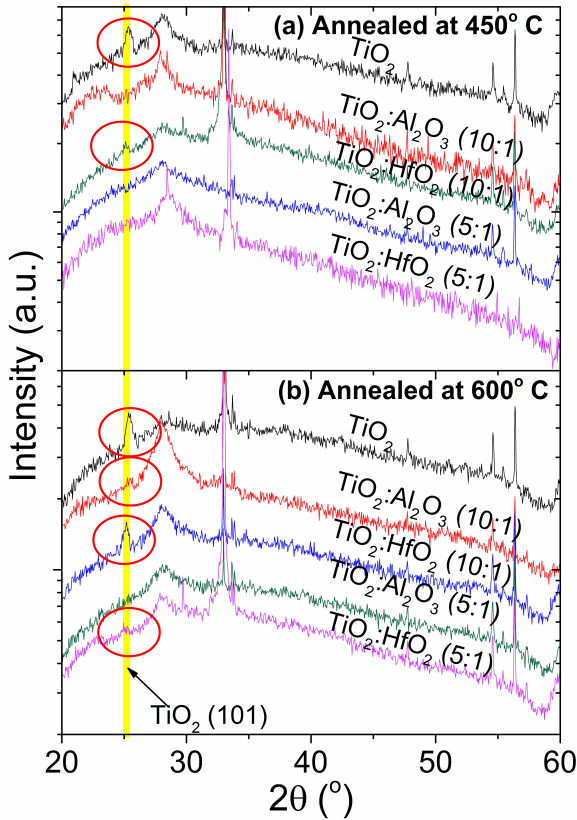 (a) Annealed at 450° C
TiO₂
TiO₂:Al₂O₃ (10:1)
TiO₂:HfO₂ (10:1)
TiO₂:Al₂O₃ (5:1)
TiO₂:HfO₂ (5:1)
Intensity (a.u.)
(b) Annealed at 600° C
TiO₂
TiO₂:Al₂O₃ (10:1)
TiO₂:HfO₂ (10:1)
TiO₂:Al₂O₃ (5:1)
TiO₂:HfO₂ (5:1)
TiO₂ (101)
20 30 40 50 60
2θ (°)